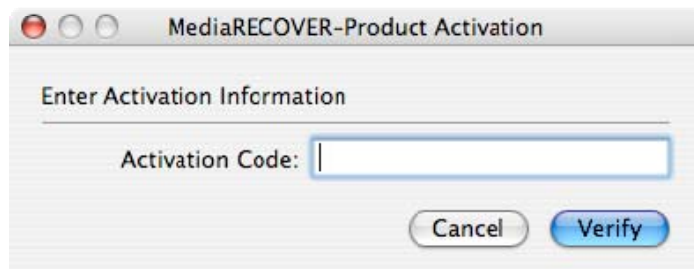 MediaRECOVER-Product Activation
Enter Activation Information
Activation Code:
Cancel Verify